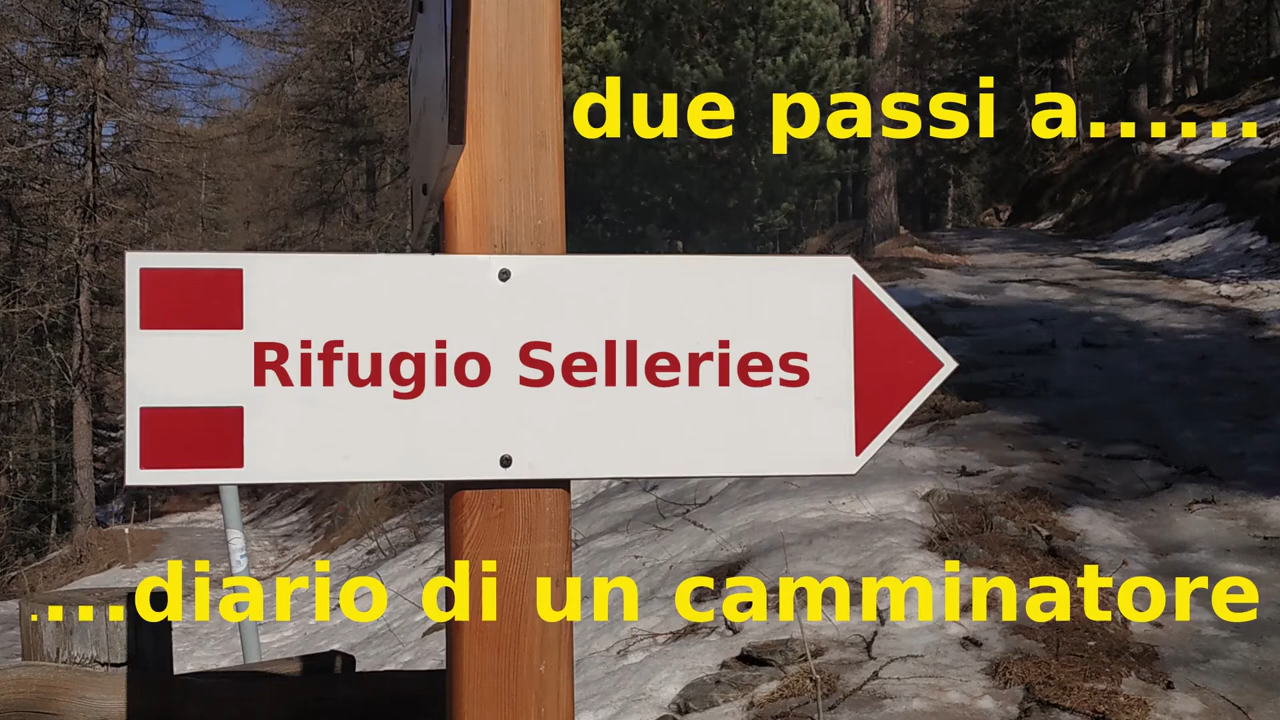 due passi a......
Rifugio Selleries
....diario di un camminatore